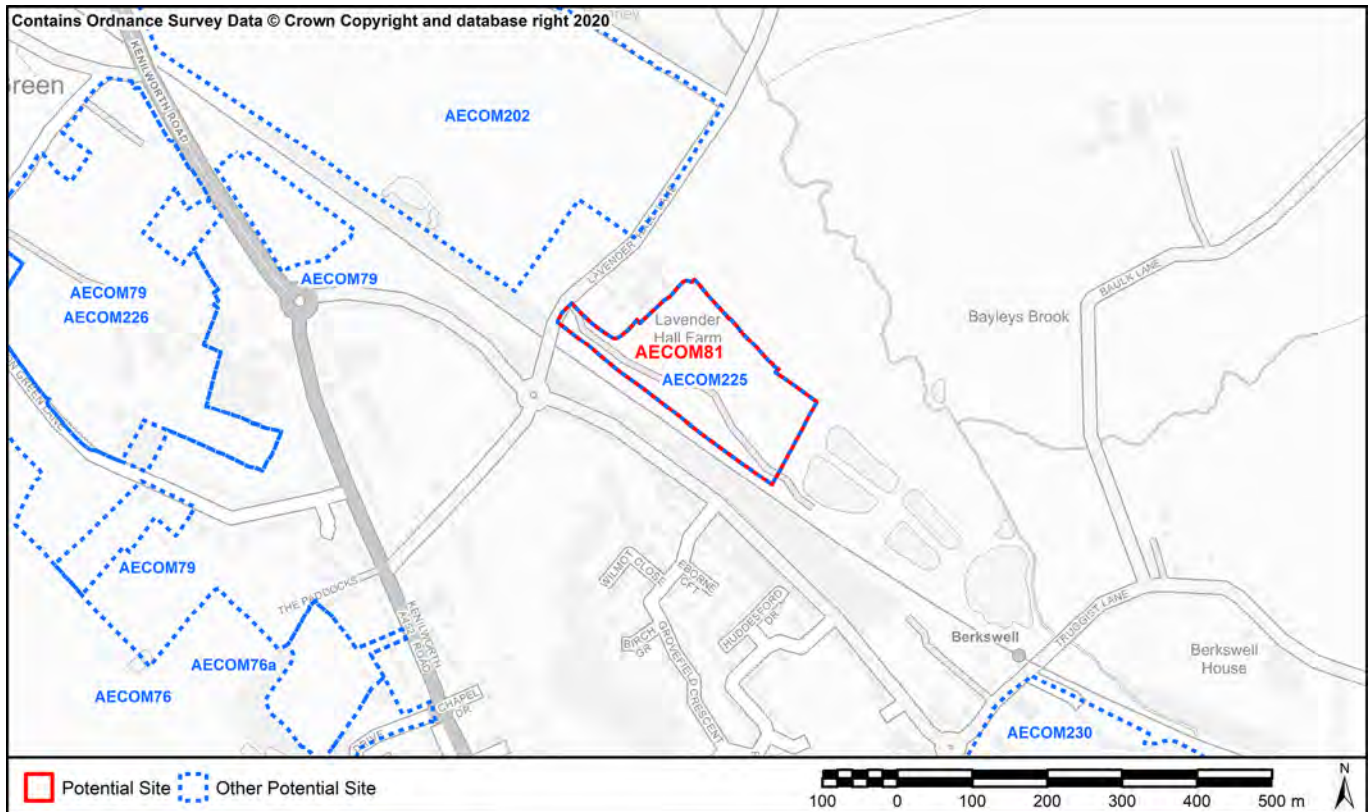 Contains Ordnance Survey Data © Crown Copyright and database right 2020
KENILWORTH ROAD
AECOM202
LAVENDER
AECOM79
AECOM79
AECOM226
Lavender
Hall Farm
AECOM81
AECOM225
Bayleys Brook
BAULK LANE
GREEN LANE
AECOM79
THE PADDOCKS
KENILWORTH
A452 ROAD
WILMOT
CLOSE
EBORNE
CFT
BIRCH
GR
GROVEFIELD CRESCENT
HUDDESFORD
DR
Berkswell
TRUGGIST LANE
Berkswell
House
AECOM76a
AECOM76
CHAPEL
DR
AECOM230
Potential Site
Other Potential Site
100 0 100 200 300 400 500 m
N